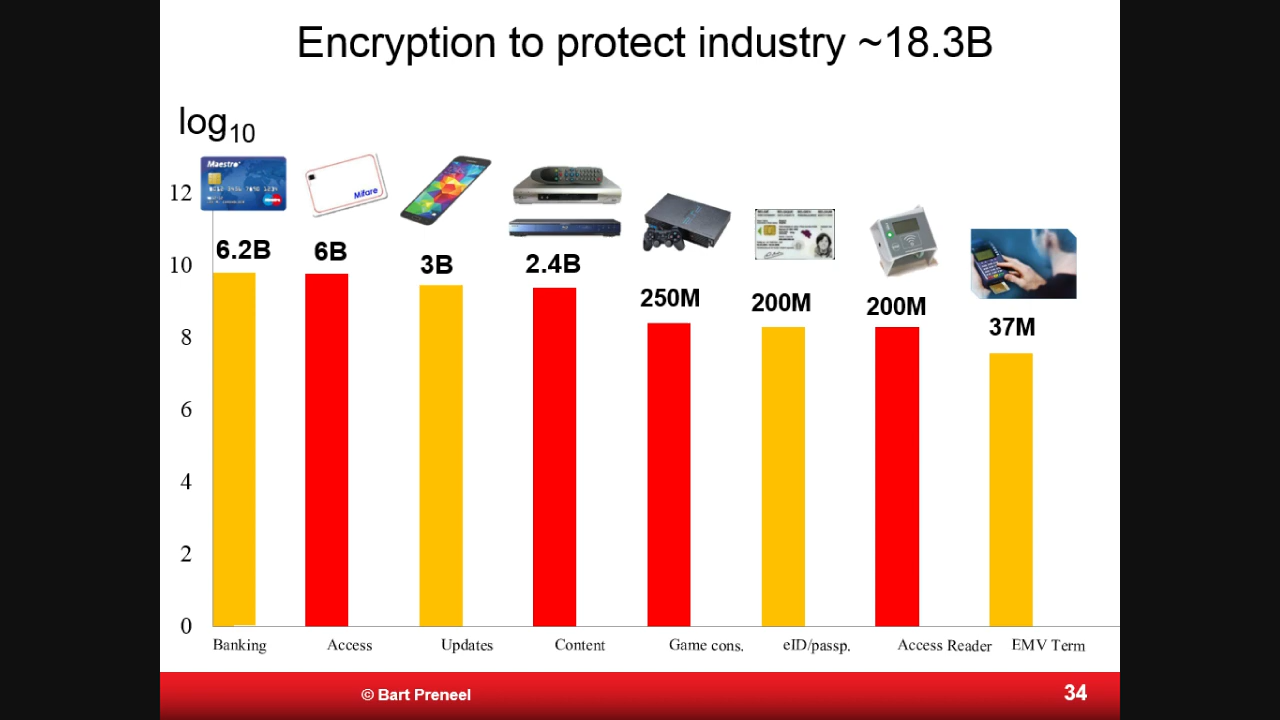 Encryption to protect industry ~18.3B
log10
Maestro
Mifare
12
10
8
6
4
2
0
6.2B
6B
3B
2.4B
250M
200M
200M
37M
Banking
Access
Updates
Content
Game cons.
eID/passp.
Access Reader
EMV Term
© Bart Preneel
34